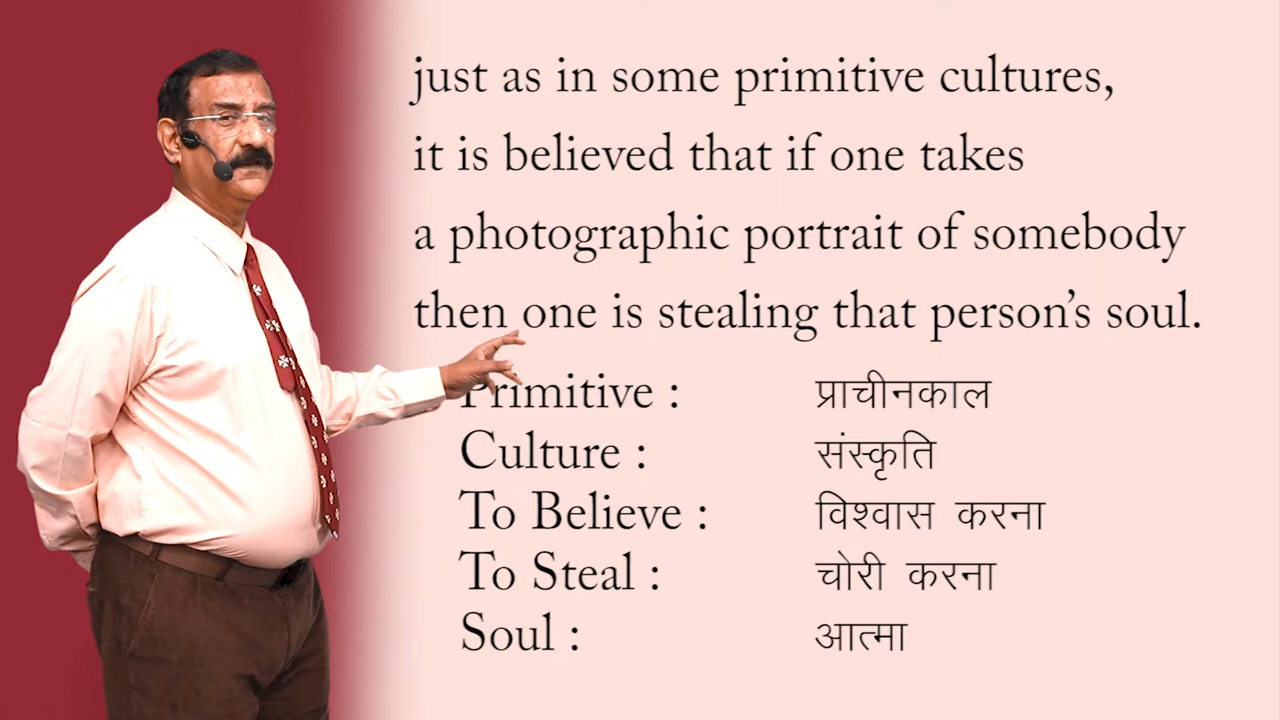 just as in some primitive cultures,
it is believed that if one takes
a photographic portrait of somebody
then one is stealing that person’s soul.
Primitive : प्राचीनकाल
Culture : संस्कृति
To Believe : विश्वास करना
To Steal : चोरी करना
Soul : आत्मा